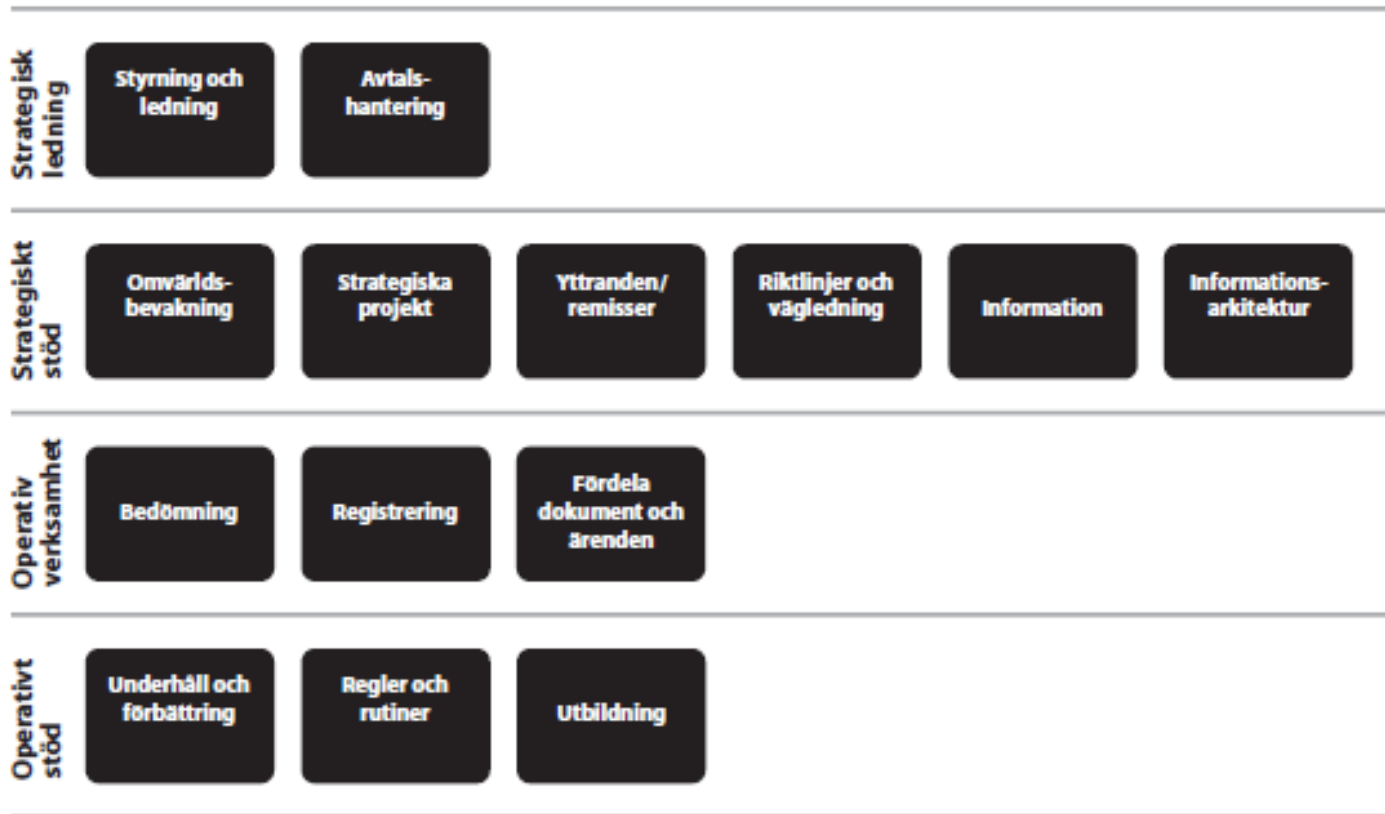 Strategisk
ledning
Styrning och
ledning
Avtals-
hantering
Strategiskt
stöd
Omvärlds-
bevakning
Strategiska
projekt
Yttranden/
remisser
Riktlinjer och
vägledning
Information
Informations-
arkitektur
Operativ
verksamhet
Bedömning
Registrering
Fördela
dokument och
ärenden
Operativt
stöd
Underhåll och
förbättring
Regler och
rutiner
Utbildning